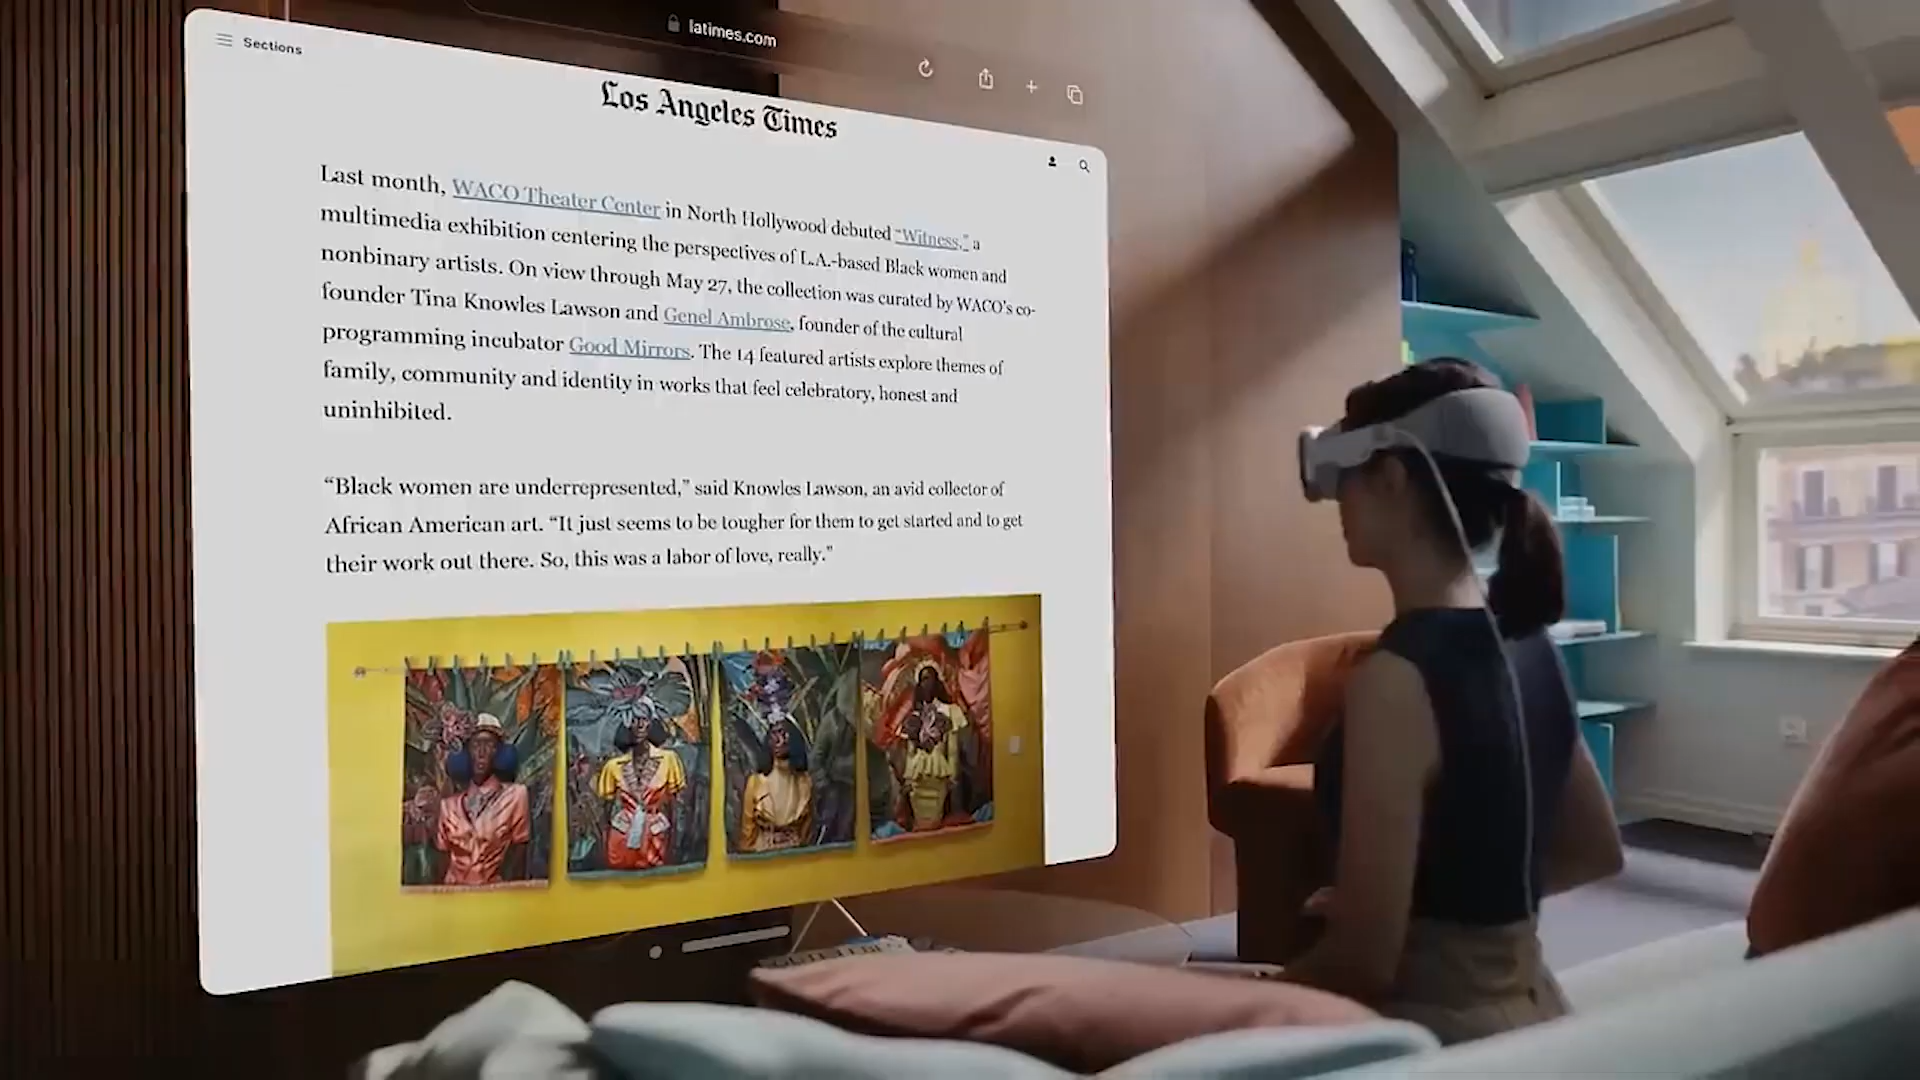 latimes.com
Sections
Los Angeles Times
Last month, WACO Theater Center in North Hollywood debuted “Witness,” a
multimedia exhibition centering the perspectives of L.A.-based Black women and
nonbinary artists. On view through May 27, the collection was curated by WACO’s co-
founder Tina Knowles Lawson and Genel Ambrose, founder of the cultural
programming incubator Good Mirrors. The 14 featured artists explore themes of
family, community and identity in works that feel celebratory, honest and
uninhibited.
“Black women are underrepresented,” said Knowles Lawson, an avid collector of
African American art. “It just seems to be tougher for them to get started and to get
their work out there. So, this was a labor of love, really.”